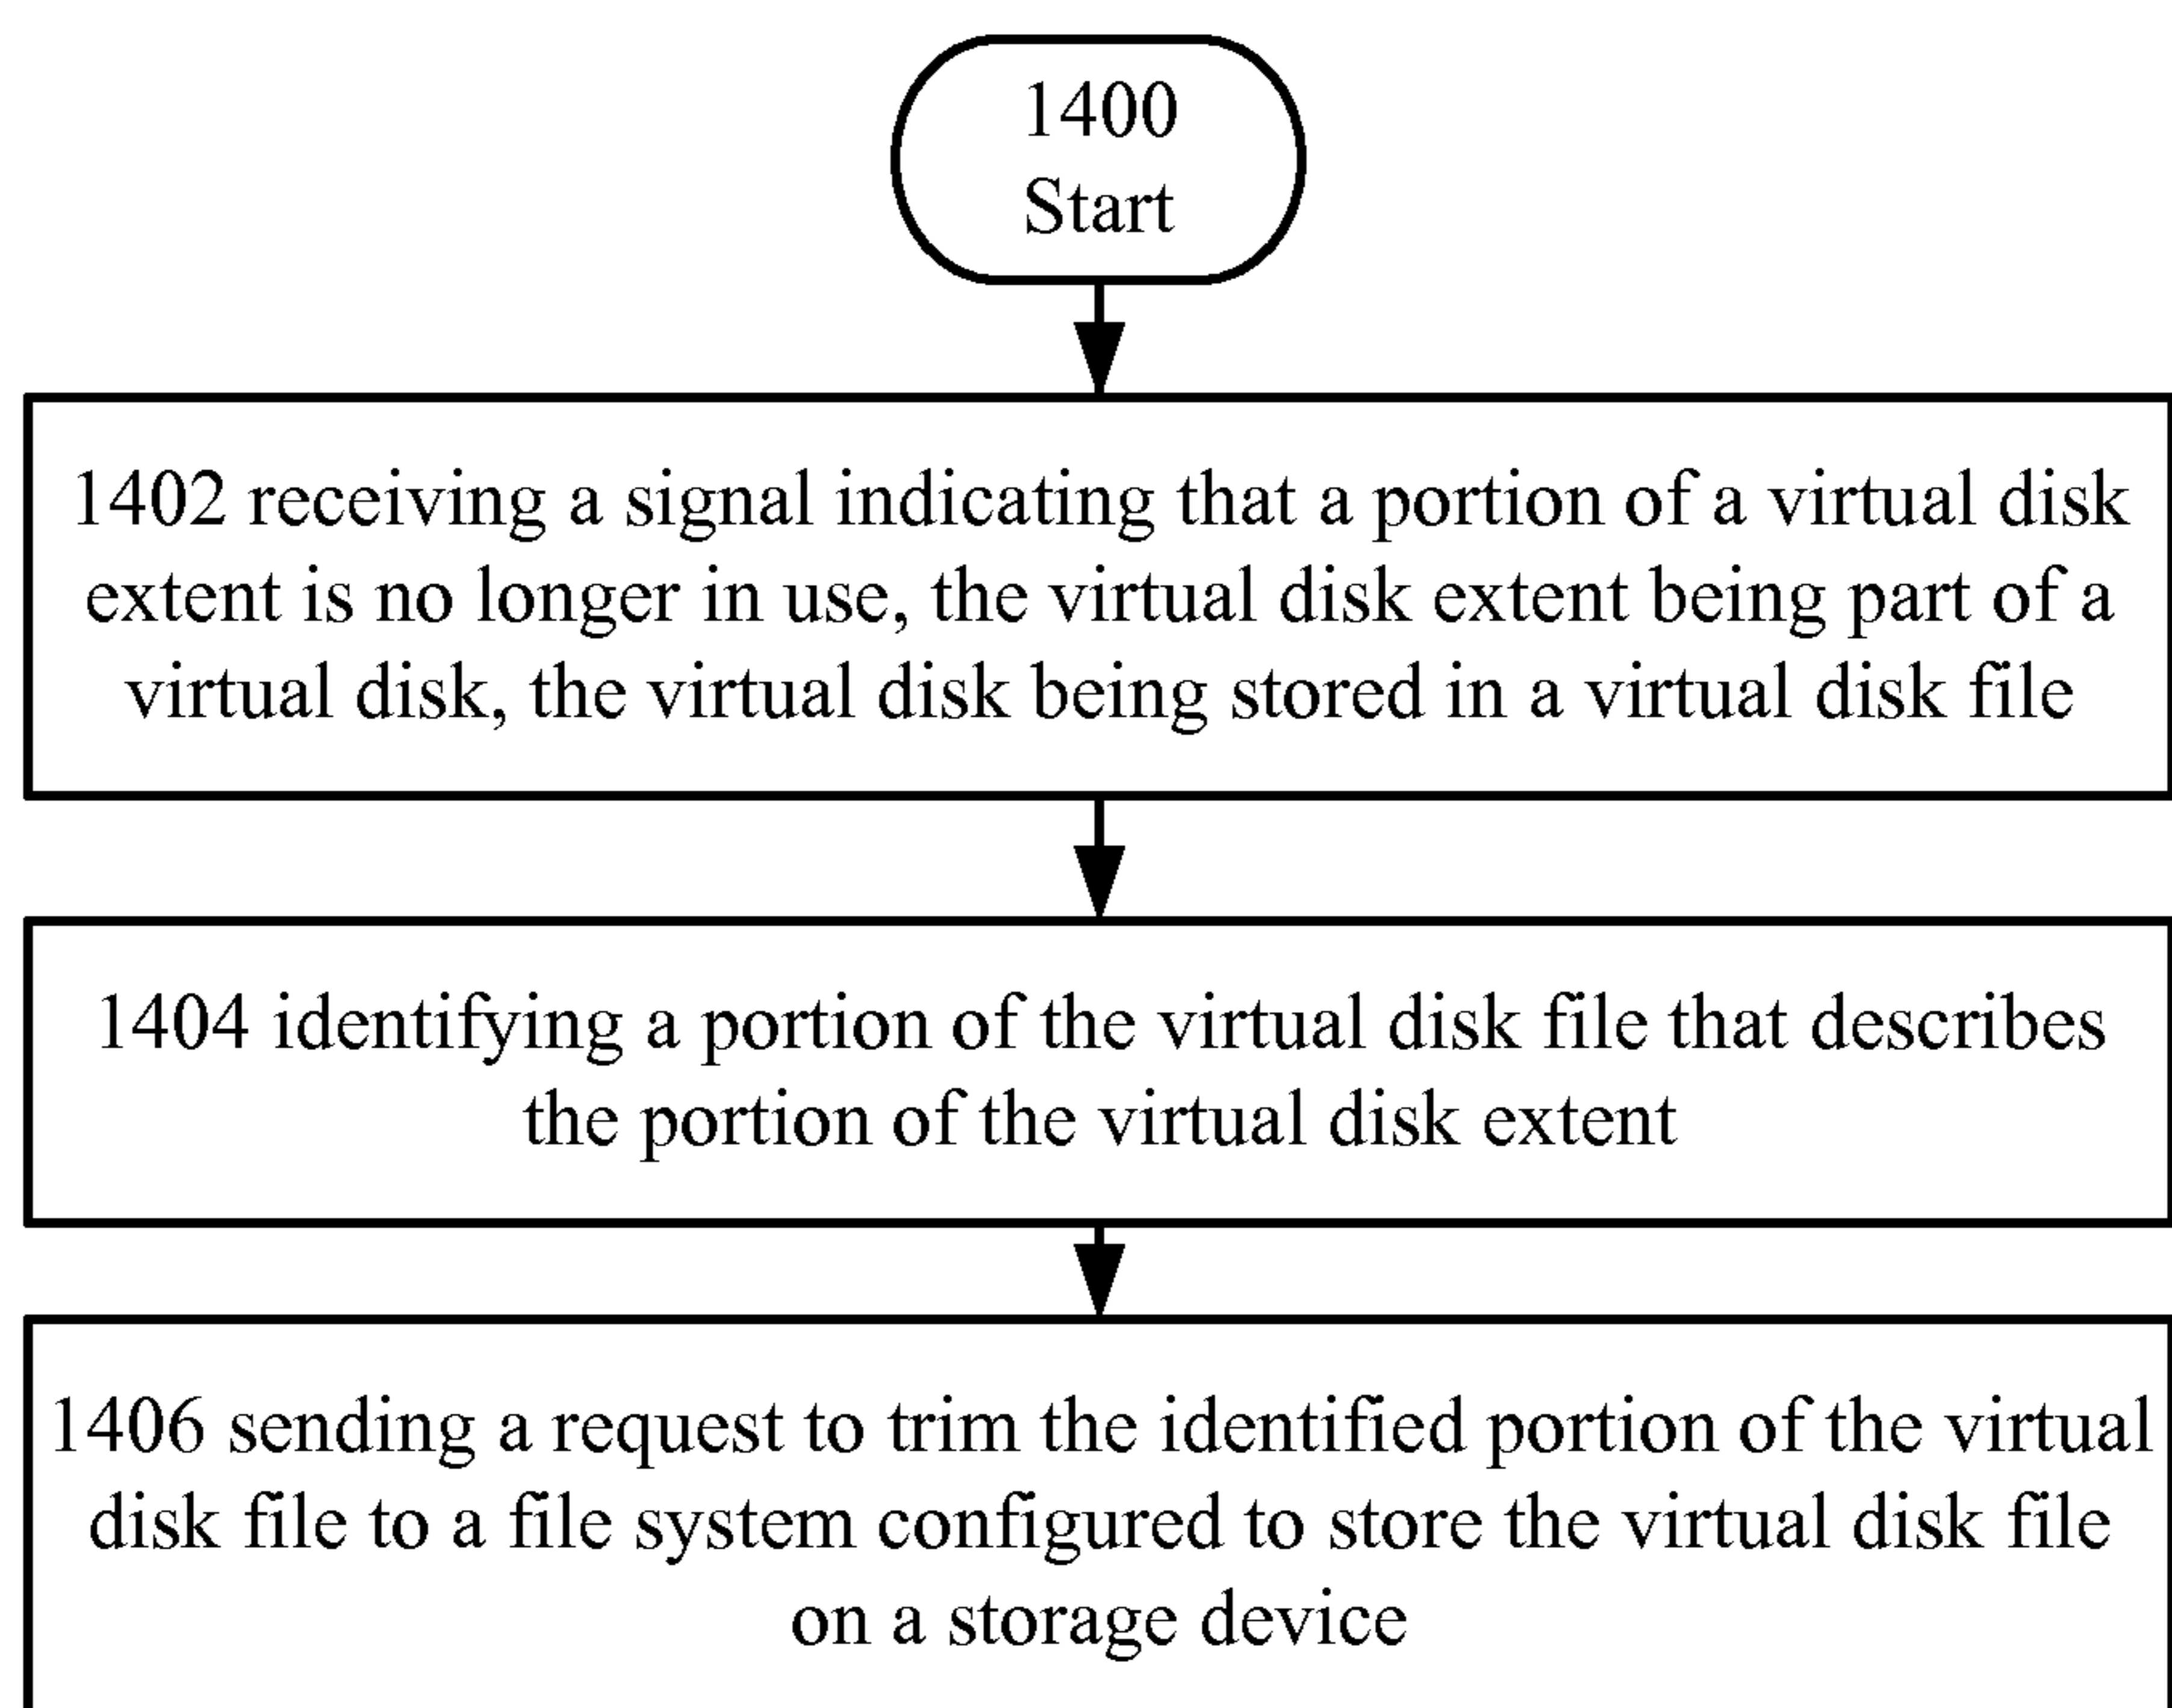 1400
Start
1402 receiving a signal indicating that a portion of a virtual disk
extent is no longer in use, the virtual disk extent being part of a
virtual disk, the virtual disk being stored in a virtual disk file
1404 identifying a portion of the virtual disk file that describes
the portion of the virtual disk extent
1406 sending a request to trim the identified portion of the virtual
disk file to a file system configured to store the virtual disk file
on a storage device